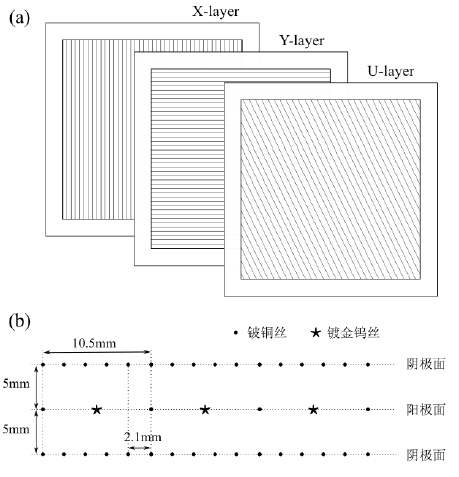 (a)
X-layer
Y-layer
U-layer
(b)
铍铜丝
镀金钨丝
10.5mm
阴极面
5mm
阳极面
5mm
2.1mm
阴极面